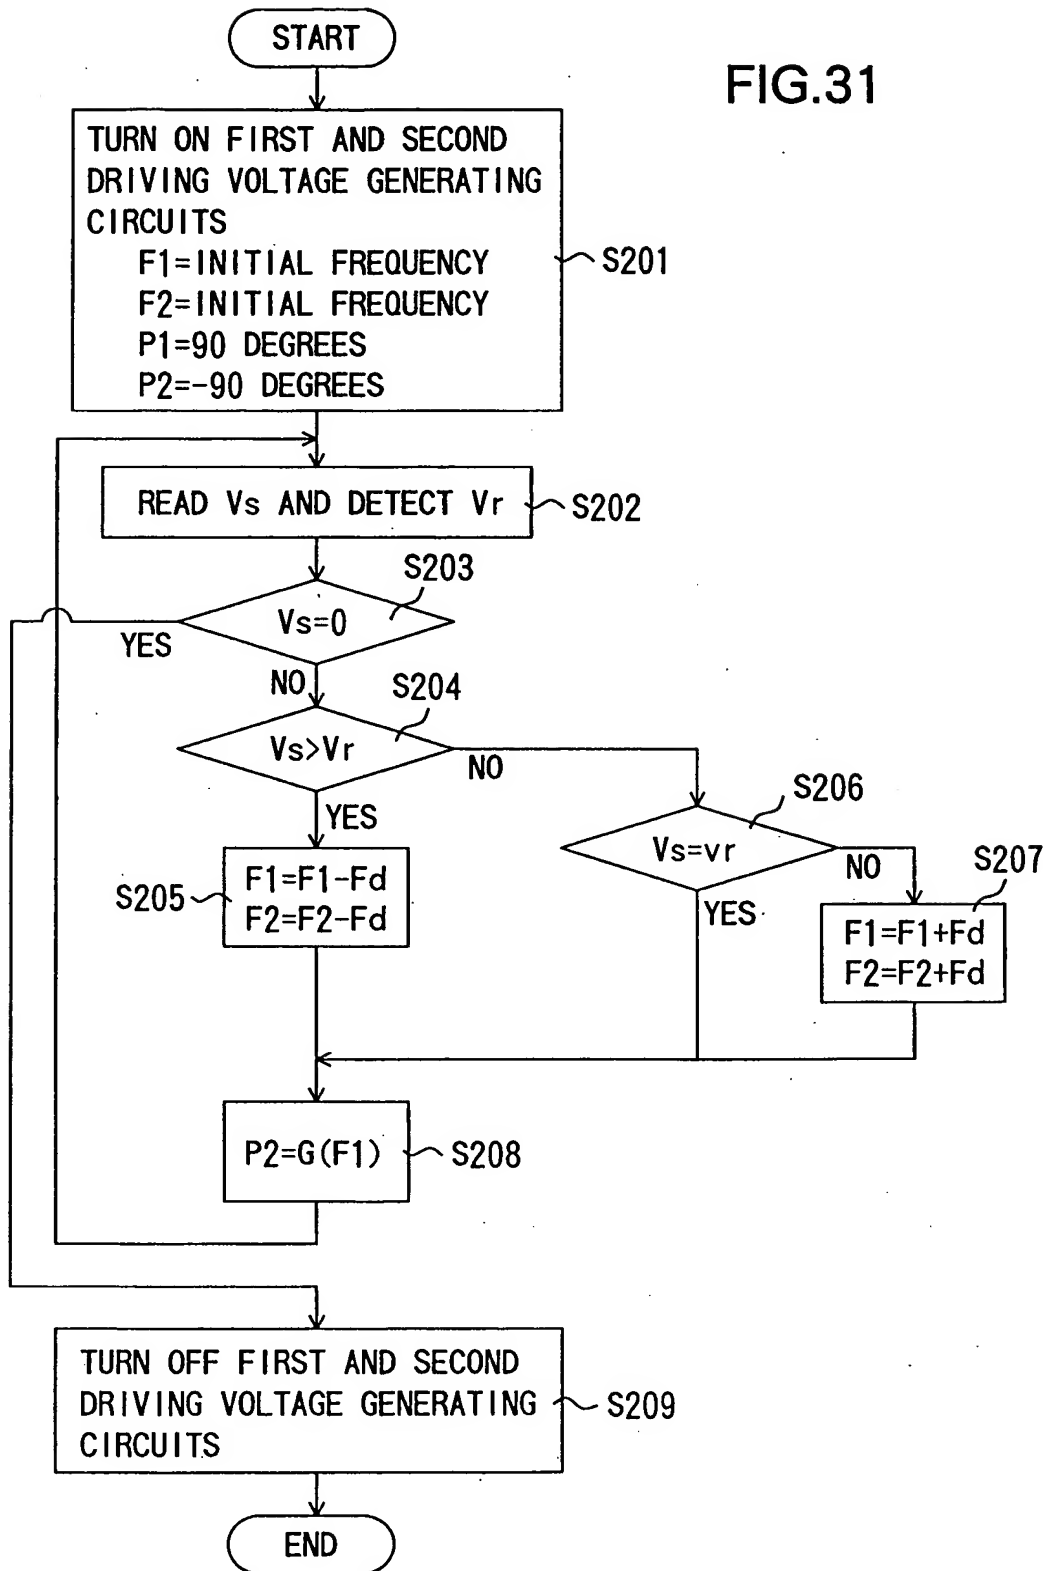 START
FIG.31
TURN ON FIRST AND SECOND
DRIVING VOLTAGE GENERATING
CIRCUITS
F1=INITIAL FREQUENCY
F2=INITIAL FREQUENCY
P1=90 DEGREES
P2=-90 DEGREES
S201
READ Vs AND DETECT Vr
S202
S203
Vs=0
YES
NO
S204
Vs>Vr
NO
YES
S206
Vs=vr
NO
YES
S207
F1=F1+Fd
F2=F2+Fd
S205
F1=F1-Fd
F2=F2-Fd
P2=G(F1)
S208
TURN OFF FIRST AND SECOND
DRIVING VOLTAGE GENERATING
CIRCUITS
S209
END